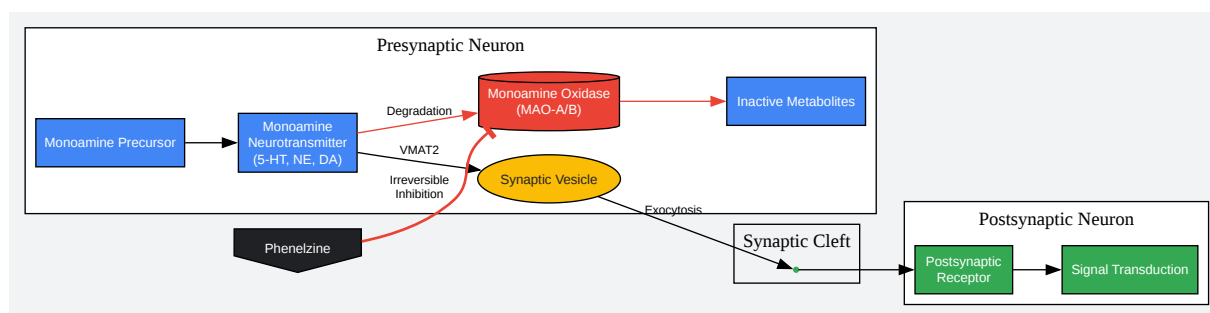 Presynaptic Neuron
Monoamine Precursor
Monoamine
Neurotransmitter
(5-HT, NE, DA)
Degradation
VMAT2
Irreversible
Inhibition
Monoamine Oxidase
(MAO-A/B)
Synaptic Vesicle
Inactive Metabolites
Phenelzine
Exocytosis
Synaptic Cleft
Postsynaptic Neuron
Postsynaptic
Receptor
Signal Transduction